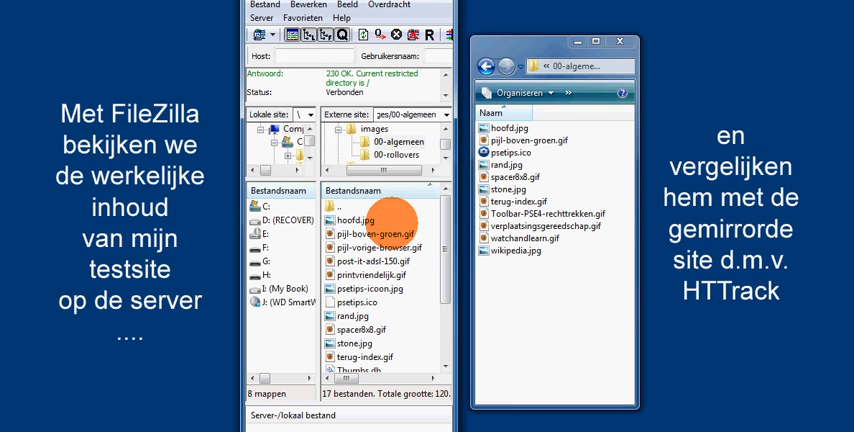 Met FileZilla
bekijken we
de werkelijke
inhoud
van mijn
testsite
op de server
....
Bestand Bewerken Beeld Overdracht
Server Favorieten Help
Host: Gebruikersnaam:
Antwoord: 230 OK. Current restricted
directory is /
Status: Verbonden
Lokale site: \ Externe site: ges/00-algemeen
Comp
C
images
00-algemeen
00-rollovers
Bestandsnaam
C:
D: (RECOVER)
E:
F:
G:
H:
I: (My Book)
J: (WD SmartW
8 mappen
Bestandsnaam
..
hoofd.jpg
pijl-boven-groen.gif
pijl-vorige-browser.gif
post-it-adsl-150.gif
printvriendelijk.gif
psetips-icoon.jpg
psetips.ico
rand.jpg
spacer8x8.gif
stone.jpg
terug-index.gif
Thumbs.db
17 bestanden. Totale grootte: 120.
Server-/lokaal bestand
« 00-algeme...
Organiseren »
Naam
hoofd.jpg
pijl-boven-groen.gif
psetips.ico
rand.jpg
spacer8x8.gif
stone.jpg
terug-index.gif
Toolbar-PSE4-rechttrekken.gif
verplaatsingsgereedschap.gif
watchandlearn.gif
wikipedia.jpg
en
vergelijken
hem met de
gemirrorde
site d.m.v.
HTTrack